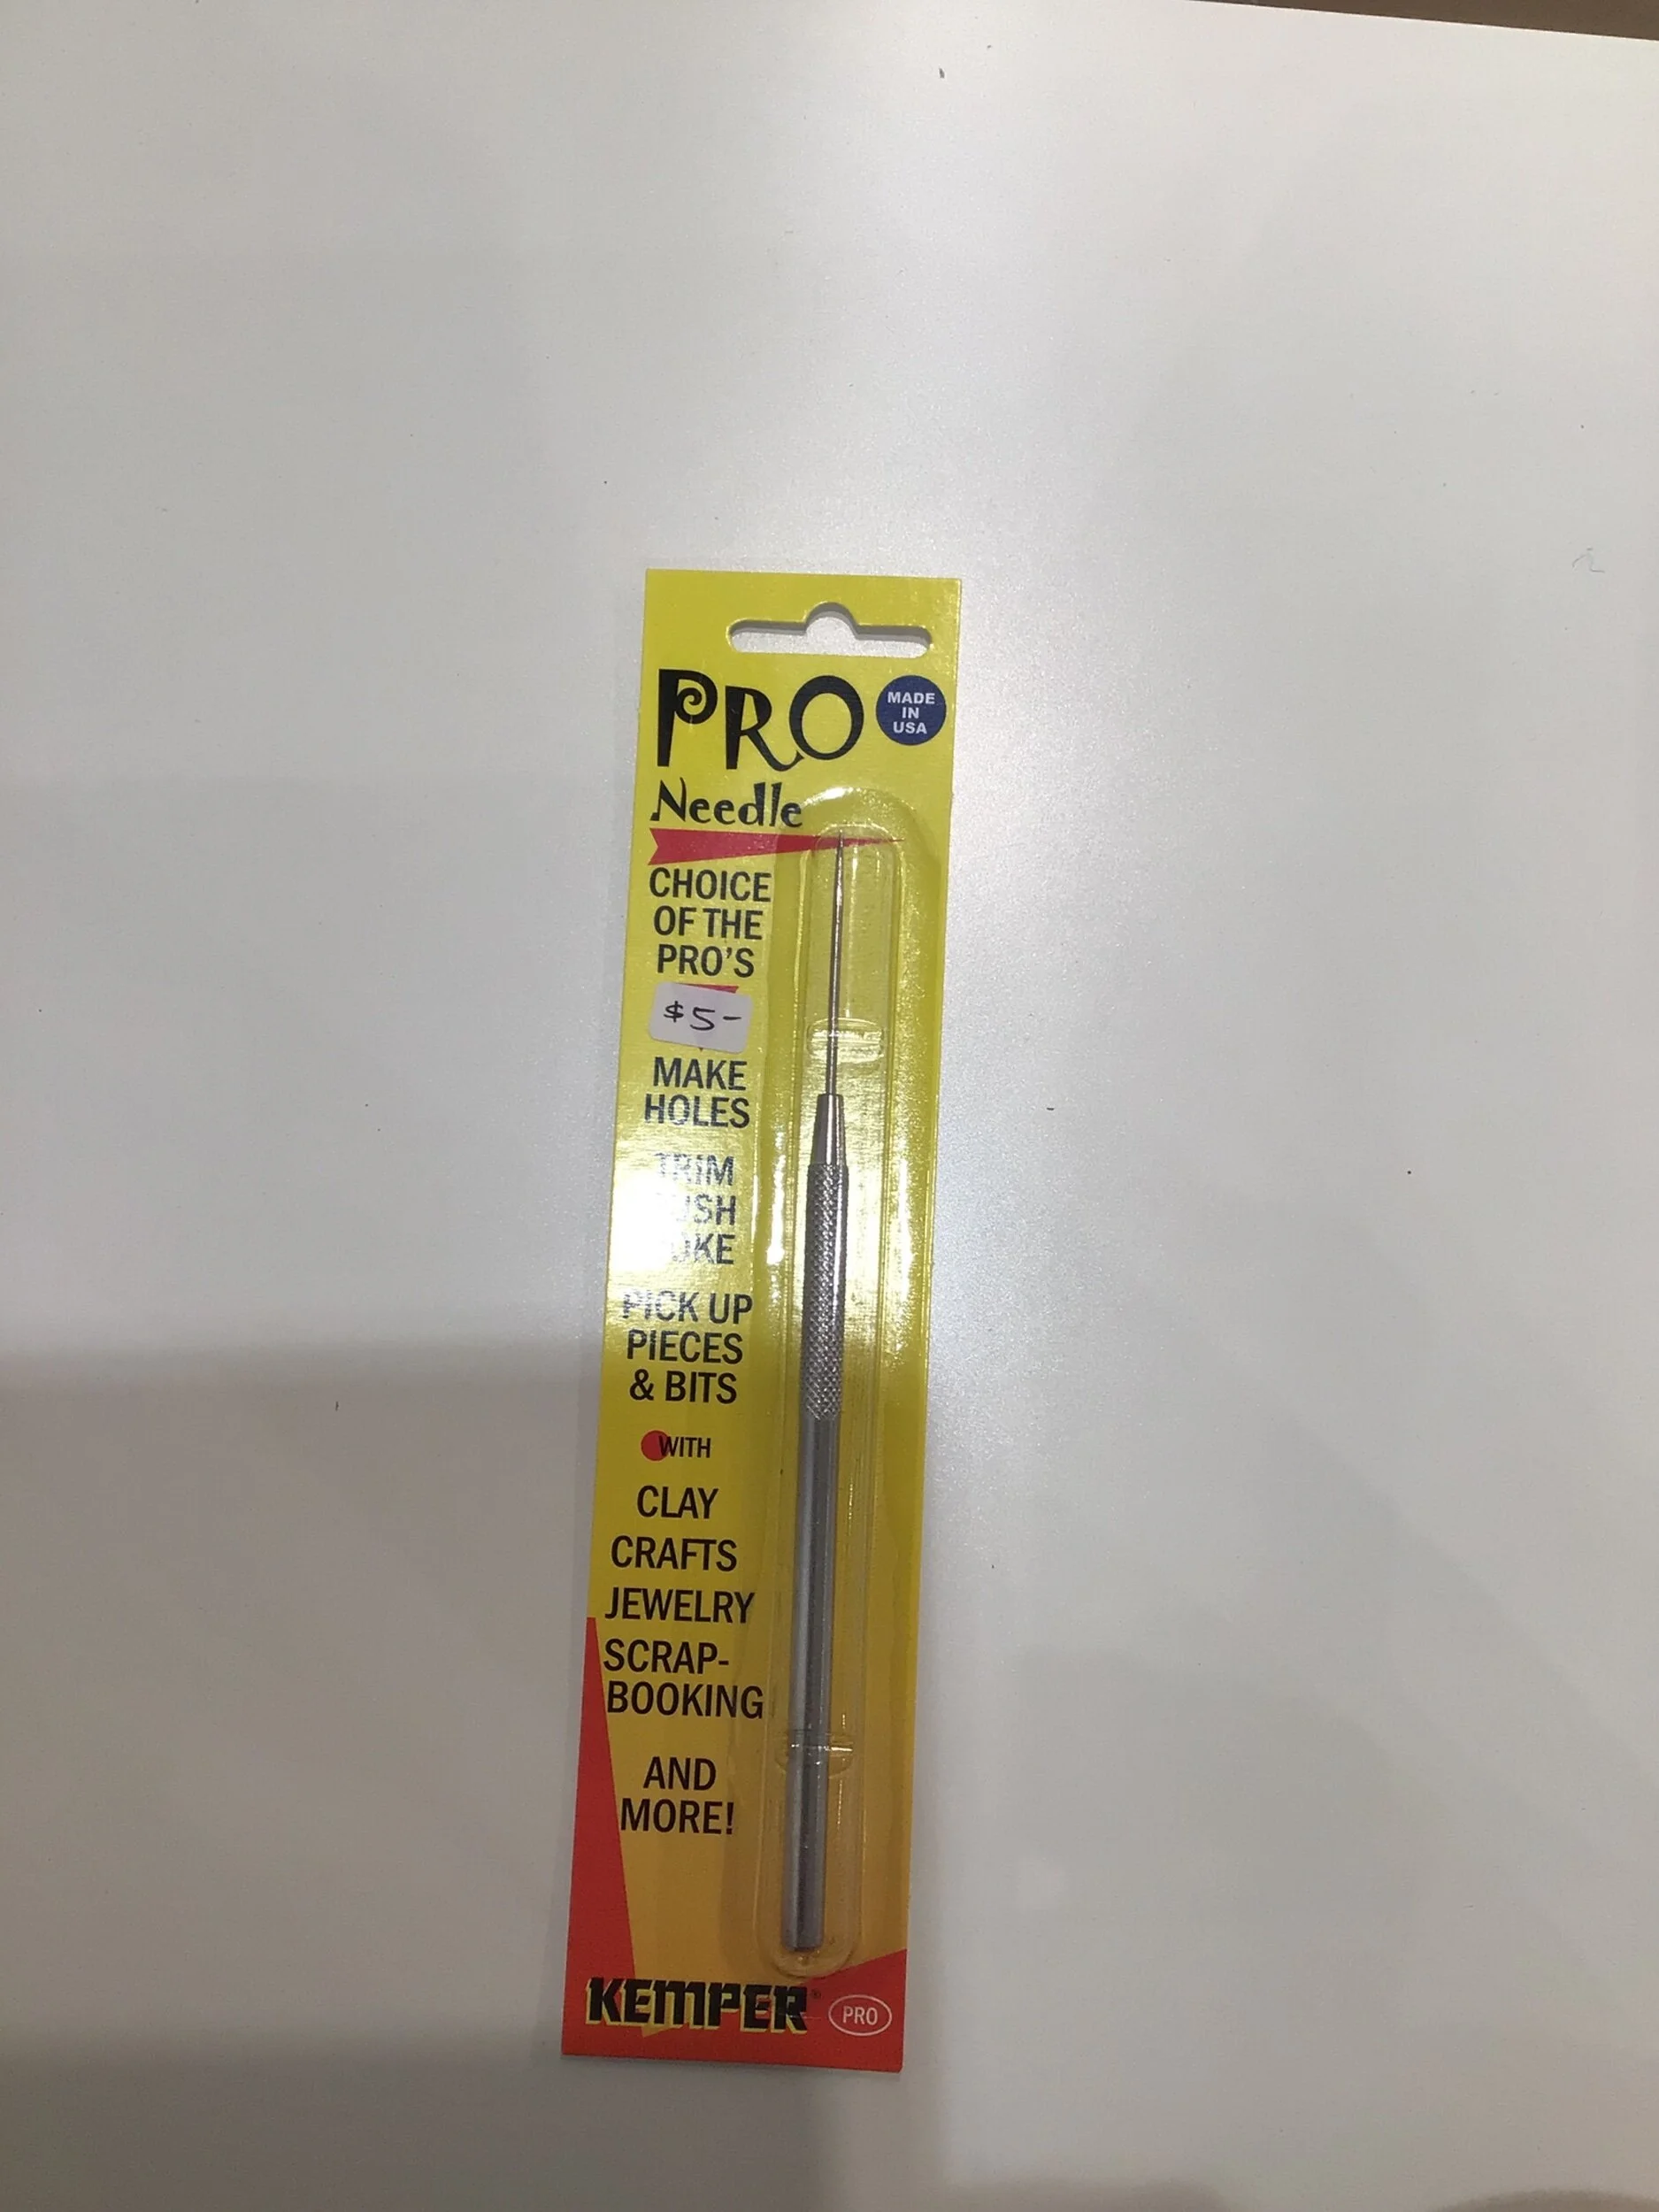 PRO
MADE
IN
USA
Needle
CHOICE
OF THE
PRO'S
$5-
MAKE
HOLES
TRIM
PICK UP
PIECES
& BITS
WITH
CLAY
CRAFTS
JEWELRY
SCRAP-
BOOKING
AND
MORE!
KEMPER®
PRO